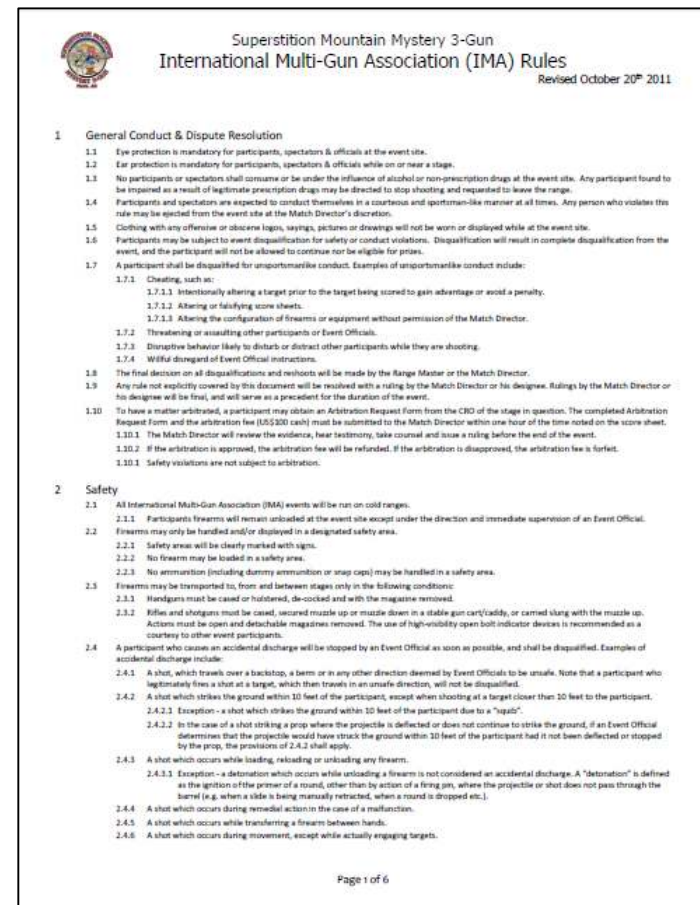 Superstition Mountain Mystery 3-Gun
International Multi-Gun Association (IMA) Rules
Revised October 20th 2011
1 General Conduct & Dispute Resolution
1.1 Eye protection is mandatory for participants, spectators & officials at the event site.
1.2 Ear protection is mandatory for participants, spectators & officials while on or near a stage.
1.3 No participants or spectators shall consume or be under the influence of alcohol or non-prescription drugs at the event site. Any participant found to
be impaired as a result of legitimate prescription drugs may be directed to stop shooting and requested to leave the range.
1.4 Participants and spectators are expected to conduct themselves in a courteous and sportsman-like manner at all times. Any person who violates this
rule may be ejected from the event site at the Match Director's discretion.
1.5 Clothing with any offensive or obscene logos, sayings, pictures or drawings will not be worn or displayed while at the event site.
1.6 Participants may be subject to event disqualification for safety or conduct violations. Disqualification will result in complete disqualification from the
event, and the participant will not be allowed to continue nor be eligible for prizes.
1.7 A participant shall be disqualified for unsportsmanlike conduct. Examples of unsportsmanlike conduct include:
1.7.1 Cheating, such as:
1.7.1.1 Intentionally altering a target prior to the target being scored to gain advantage or avoid a penalty.
1.7.1.2 Altering or falsifying score sheets.
1.7.1.3 Altering the configuration of firearms or equipment without permission of the Match Director.
1.7.2 Threatening or assaulting other participants or Event Officials.
1.7.3 Disruptive behavior likely to disturb or distract other participants while they are shooting.
1.7.4 Willful disregard of Event Official instructions.
1.8 The final decision on all disqualifications and reshoots will be made by the Range Master or the Match Director.
1.9 Any rule not explicitly covered by this document will be resolved with a ruling by the Match Director or his designee. Rulings by the Match Director or
his designee will be final, and will serve as a precedent for the duration of the event.
1.10 To have a matter arbitrated, a participant may obtain an Arbitration Request Form from the CRO of the stage in question. The completed Arbitration
Request Form and the arbitration fee (US$100 cash) must be submitted to the Match Director within one hour of the time noted on the score sheet.
1.10.1 The Match Director will review the evidence, hear testimony, take counsel and issue a ruling before the end of the event.
1.10.2 If the arbitration is approved, the arbitration fee will be refunded. If the arbitration is disapproved, the arbitration fee is forfeit.
1.10.1 Safety violations are not subject to arbitration.
2 Safety
2.1 All International Multi-Gun Association (IMA) events will be run on cold ranges.
2.1.1 Participants firearms will remain unloaded at the event site except under the direction and immediate supervision of an Event Official.
2.2 Firearms may only be handled and/or displayed in a designated safety area.
2.2.1 Safety areas will be clearly marked with signs.
2.2.2 No firearm may be loaded in a safety area.
2.2.3 No ammunition (including dummy ammunition or snap caps) may be handled in a safety area.
2.3 Firearms may be transported to, from and between stages only in the following conditions:
2.3.1 Handguns must be cased or holstered, de-cocked and with the magazine removed.
2.3.2 Rifles and shotguns must be cased, secured muzzle up or muzzle down in a stable gun cart/caddy, or carried slung with the muzzle up.
Actions must be open and detachable magazines removed. The use of high-visibility open bolt indicator devices is recommended as a
courtesy to other event participants.
2.4 A participant who causes an accidental discharge will be stopped by an Event Official as soon as possible, and shall be disqualified. Examples of
accidental discharge include:
2.4.1 A shot, which travels over a backstop, a berm or in any other direction deemed by Event Officials to be unsafe. Note that a participant who
legitimately fires a shot at a target, which then travels in an unsafe direction, will not be disqualified.
2.4.2 A shot which strikes the ground within 10 feet of the participant, except when shooting at a target closer than 10 feet to the participant.
2.4.2.1 Exception - a shot which strikes the ground within 10 feet of the participant due to a "squib".
2.4.2.2 In the case of a shot striking a prop where the projectile is deflected or does not continue to strike the ground, if an Event Official
determines that the projectile would have struck the ground within 10 feet of the participant had it not been deflected or stopped
by the prop, the provisions of 2.4.2 shall apply.
2.4.3 A shot which occurs while loading, reloading or unloading any firearm.
2.4.3.1 Exception - a detonation which occurs while unloading a firearm is not considered an accidental discharge. A "detonation" is defined
as the ignition of the primer of a round, other than by action of a firing pin, where the projectile or shot does not pass through the
barrel (e.g. when a slide is being manually retracted, when a round is dropped etc.).
2.4.4 A shot which occurs during remedial action in the case of a malfunction.
2.4.5 A shot which occurs while transferring a firearm between hands.
2.4.6 A shot which occurs during movement, except while actually engaging targets.
Page 1 of 6